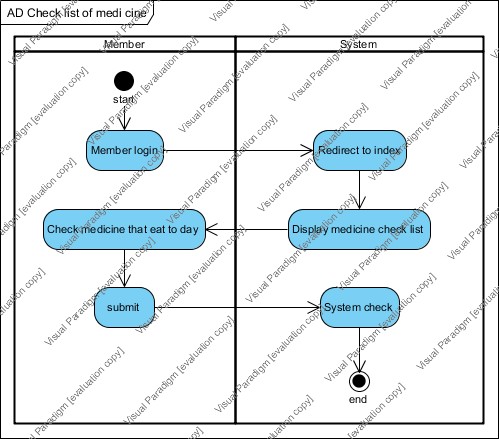 AD Check list of medi cine
Member
System
start
Member login
Redirect to index
Check medicine that eat to day
Display medicine check list
submit
System check
end
Visual Paradigm [evaluation copy]